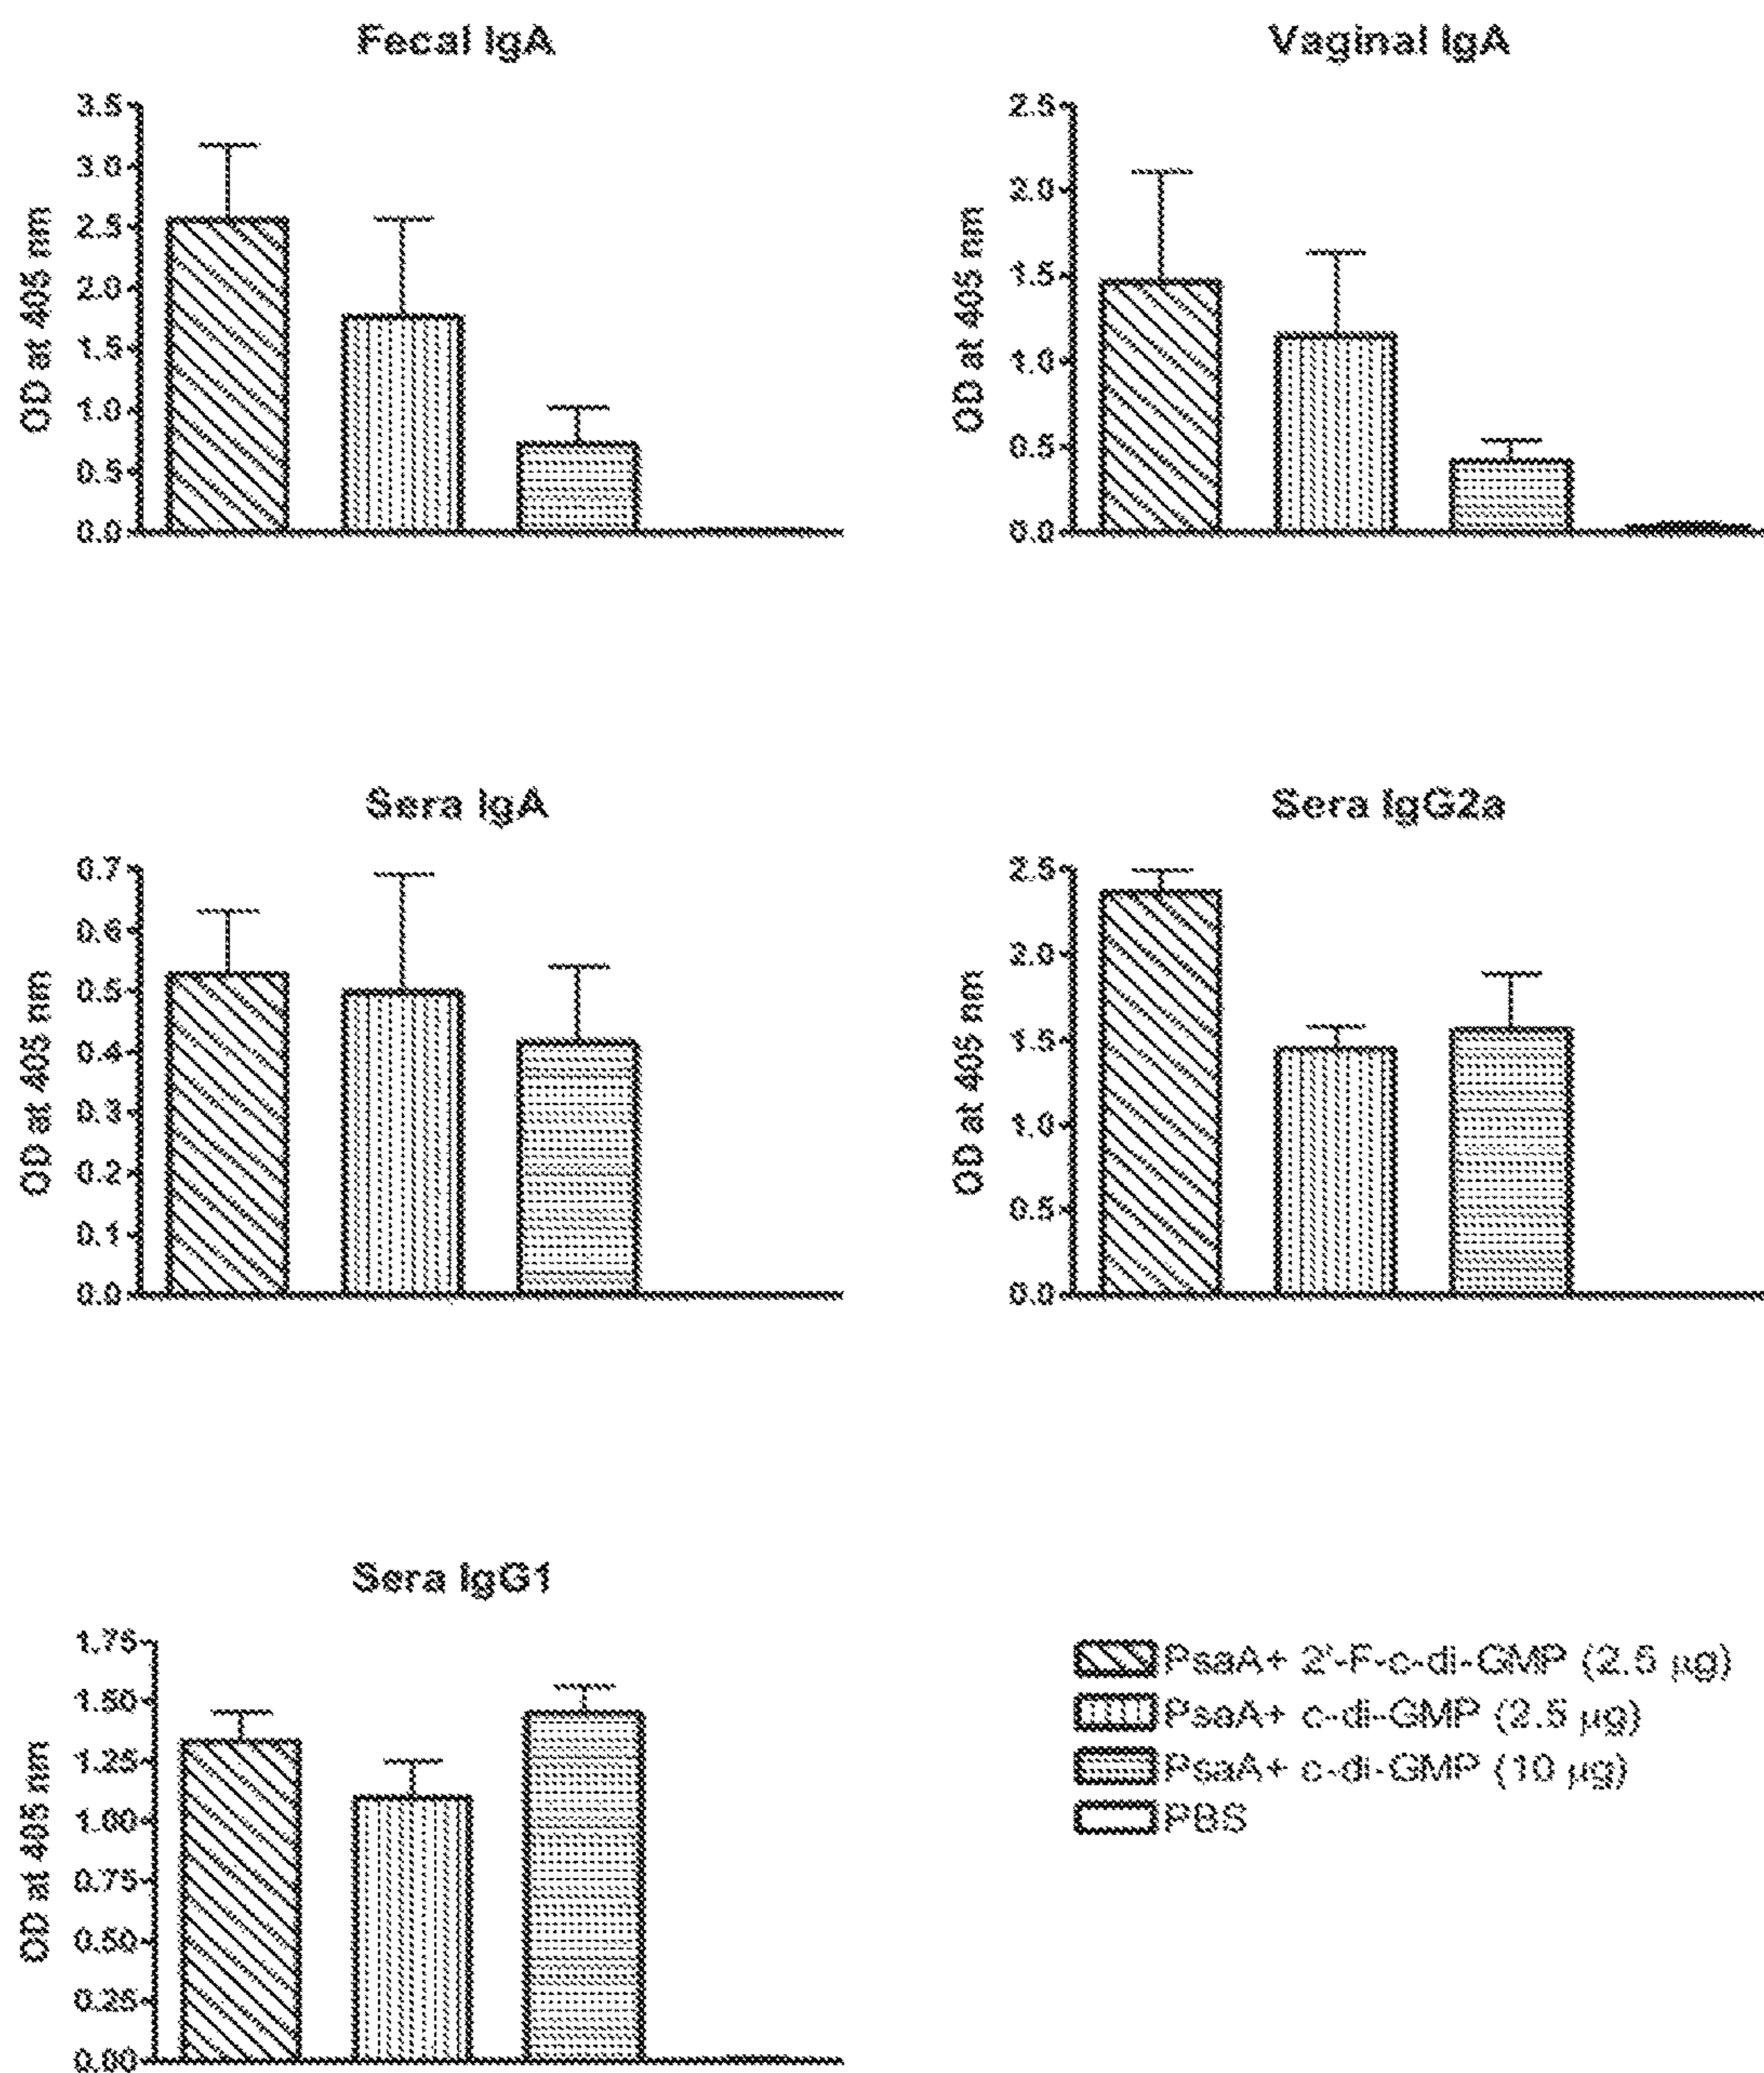 Fecal IgA
OD at 405 nm
3.5
3.0
2.5
2.0
1.5
1.0
0.5
0.0
Vaginal IgA
OD at 405 nm
2.5
2.0
1.5
1.0
0.5
0.0
Sera IgA
OD at 405 nm
0.7
0.6
0.5
0.4
0.3
0.2
0.1
0.0
Sera IgG2a
OD at 405 nm
2.5
2.0
1.5
1.0
0.5
0.0
Sera IgG1
OD at 405 nm
1.75
1.50
1.25
1.00
0.75
0.50
0.25
0.00
PsaA+ 2'-F-c-di-GMP (2.5 µg)
PsaA+ c-di-GMP (2.5 µg)
PsaA+ c-di-GMP (10 µg)
PBS